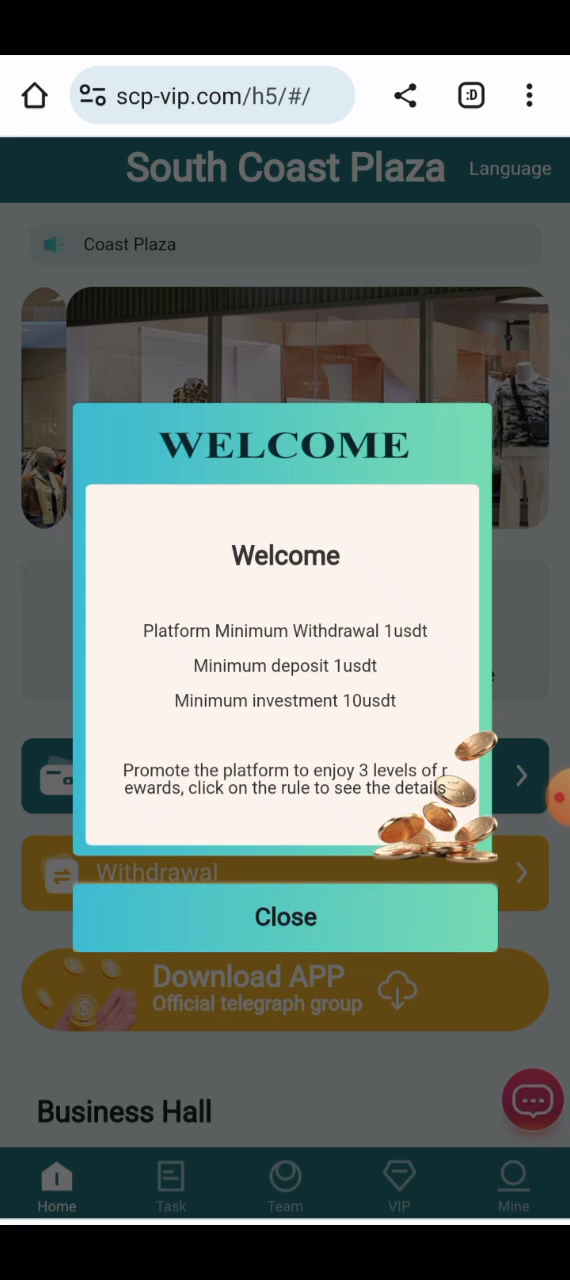 scp-vip.com/h5/#/
:D
South Coast Plaza
Language
Coast Plaza
WELCOME
Welcome
Platform Minimum Withdrawal 1usdt
Minimum deposit 1usdt
Minimum investment 10usdt
Promote the platform to enjoy 3 levels of r
ewards, click on the rule to see the details
Withdrawal
Close
Download APP
Official telegraph group
Business Hall
Home
Task
Team
VIP
Mine